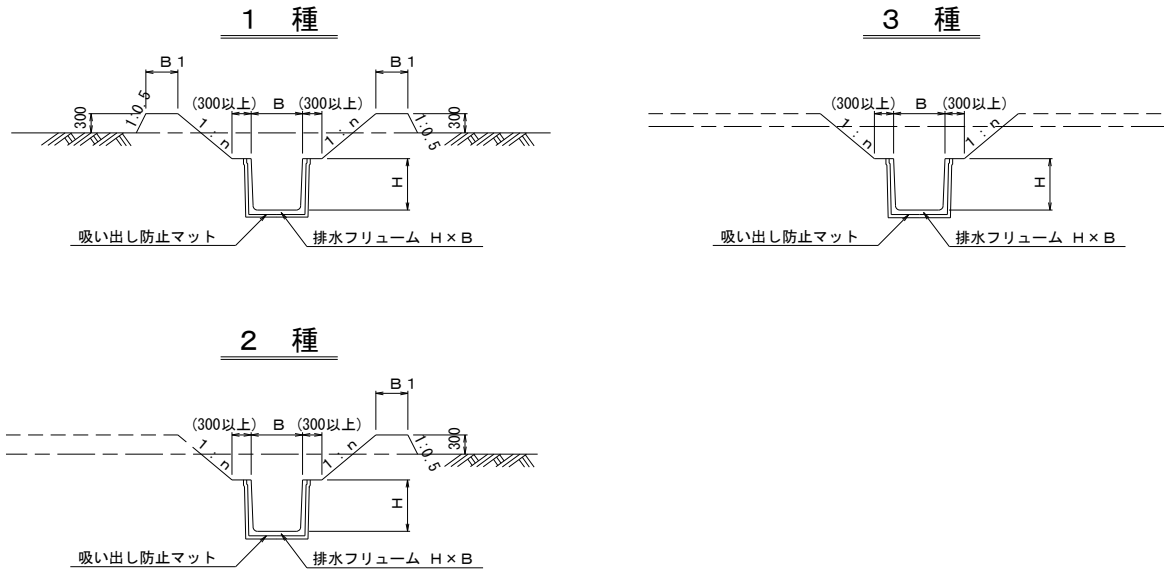 １　種
Ｂ１
Ｂ１
(300以上)　Ｂ　(300以上)
300
1:0.5
１：ｎ
１：ｎ
1:0.5
300
Ｈ
吸い出し防止マット
排水フリューム　Ｈ×Ｂ
３　種
(300以上)　Ｂ　(300以上)
１：ｎ
１：ｎ
Ｈ
吸い出し防止マット
排水フリューム　Ｈ×Ｂ
２　種
Ｂ１
(300以上)　Ｂ　(300以上)
１：ｎ
１：ｎ
1:0.5
300
Ｈ
吸い出し防止マット
排水フリューム　Ｈ×Ｂ